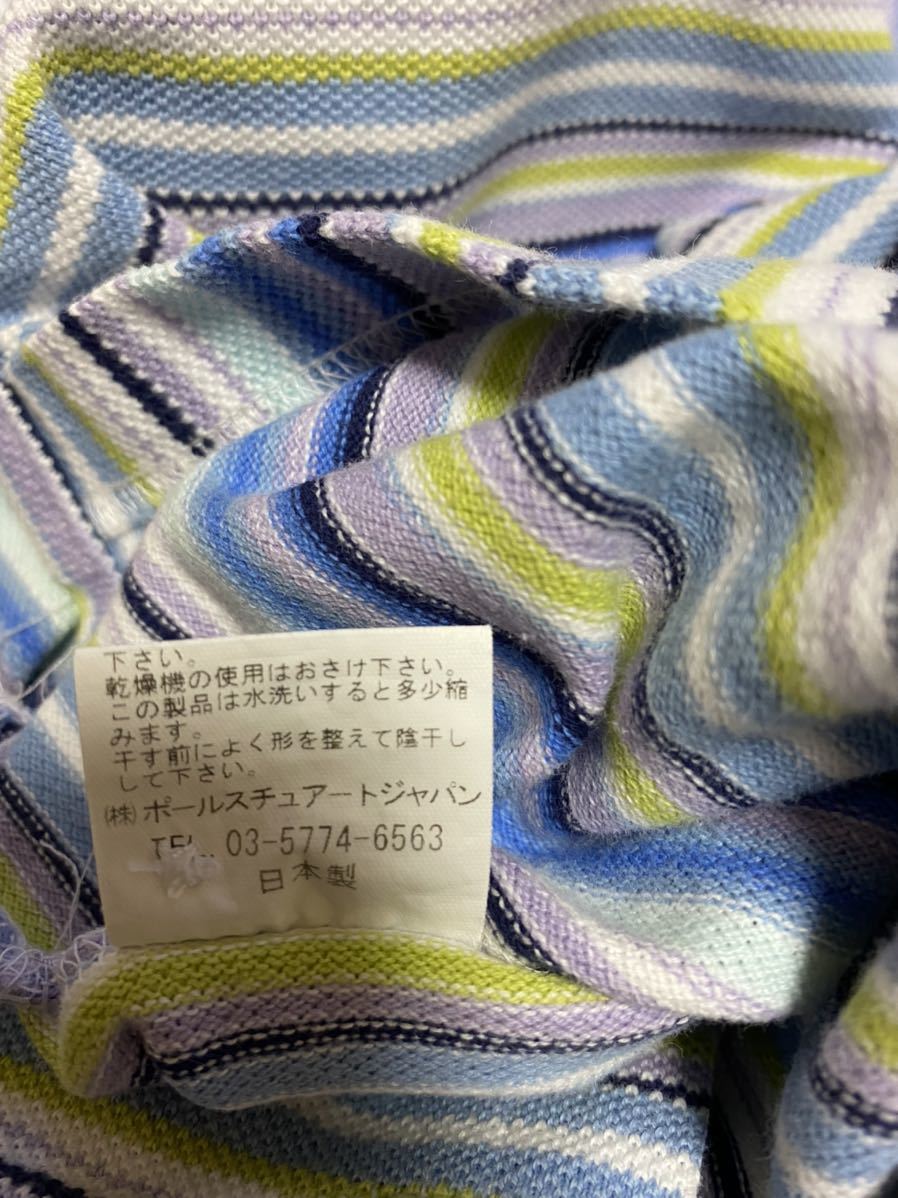 下さい。
乾燥機の使用はおさけ下さい。
この製品は水洗いすると多少縮
みます。
干す前によく形を整えて陰干し
して下さい。
㈱ポールスチュアートジャパン
TEL. 03-5774-6563
日本製